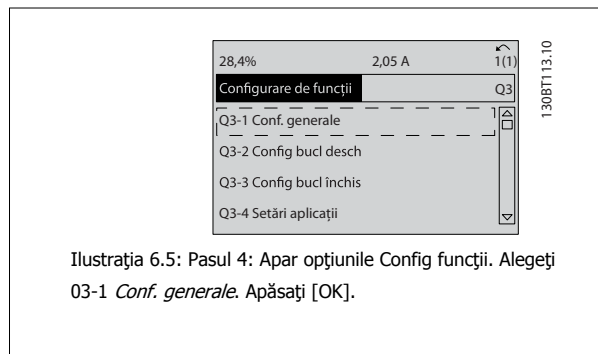 28,4% 2,05 A 1(1)
Configurare de funcții Q3
Q3-1 Conf. generale
Q3-2 Config bucl desch
Q3-3 Config bucl închis
Q3-4 Setări aplicații
130BT113.10
Ilustraţia 6.5: Pasul 4: Apar opţiunile Config funcţii. Alegeţi
03-1 Conf. generale. Apăsaţi [OK].